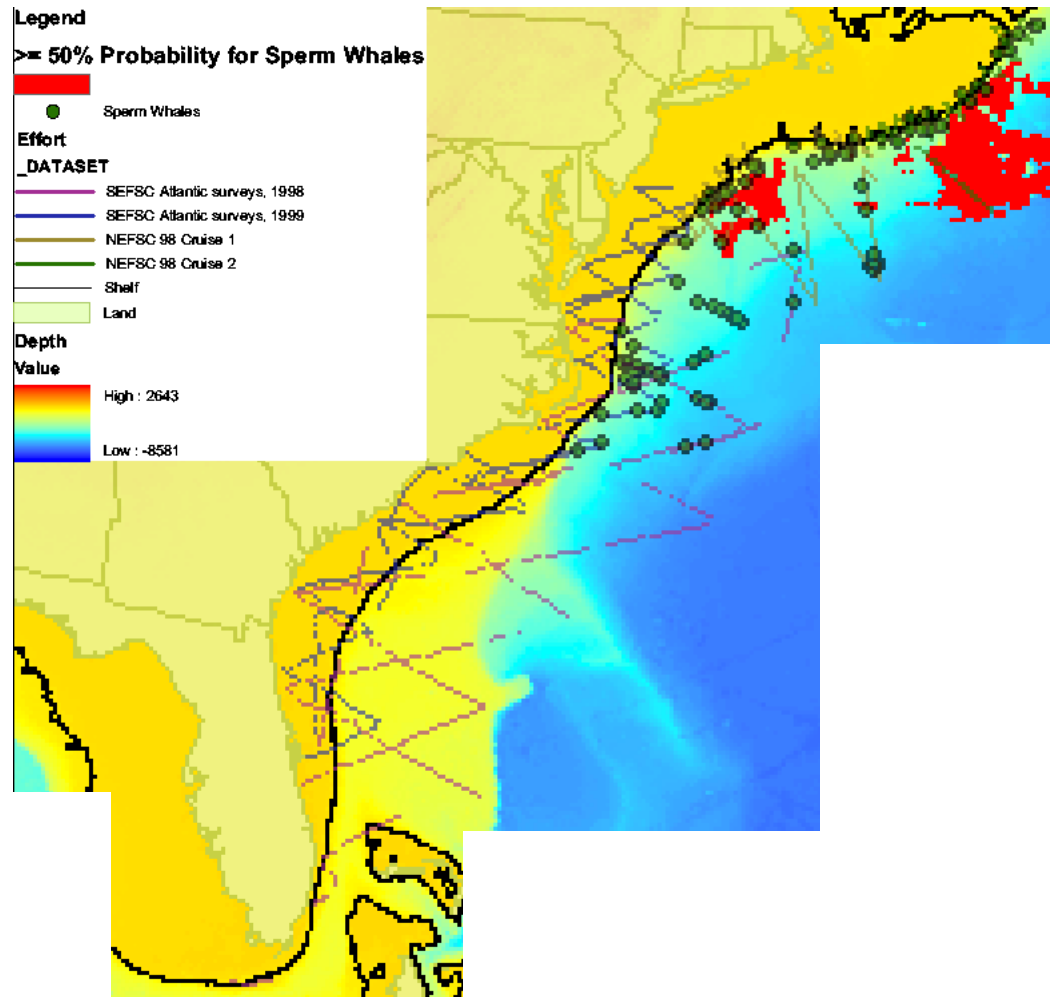 Legend
>= 50% Probability for Sperm Whales
Sperm Whales
Effort
_DATASET
SEFSC Atlantic surveys, 1998
SEFSC Atlantic surveys, 1999
NEFSC 98 Cruise 1
NEFSC 98 Cruise 2
Shelf
Land
Depth
Value
High : 2643
Low : -8581